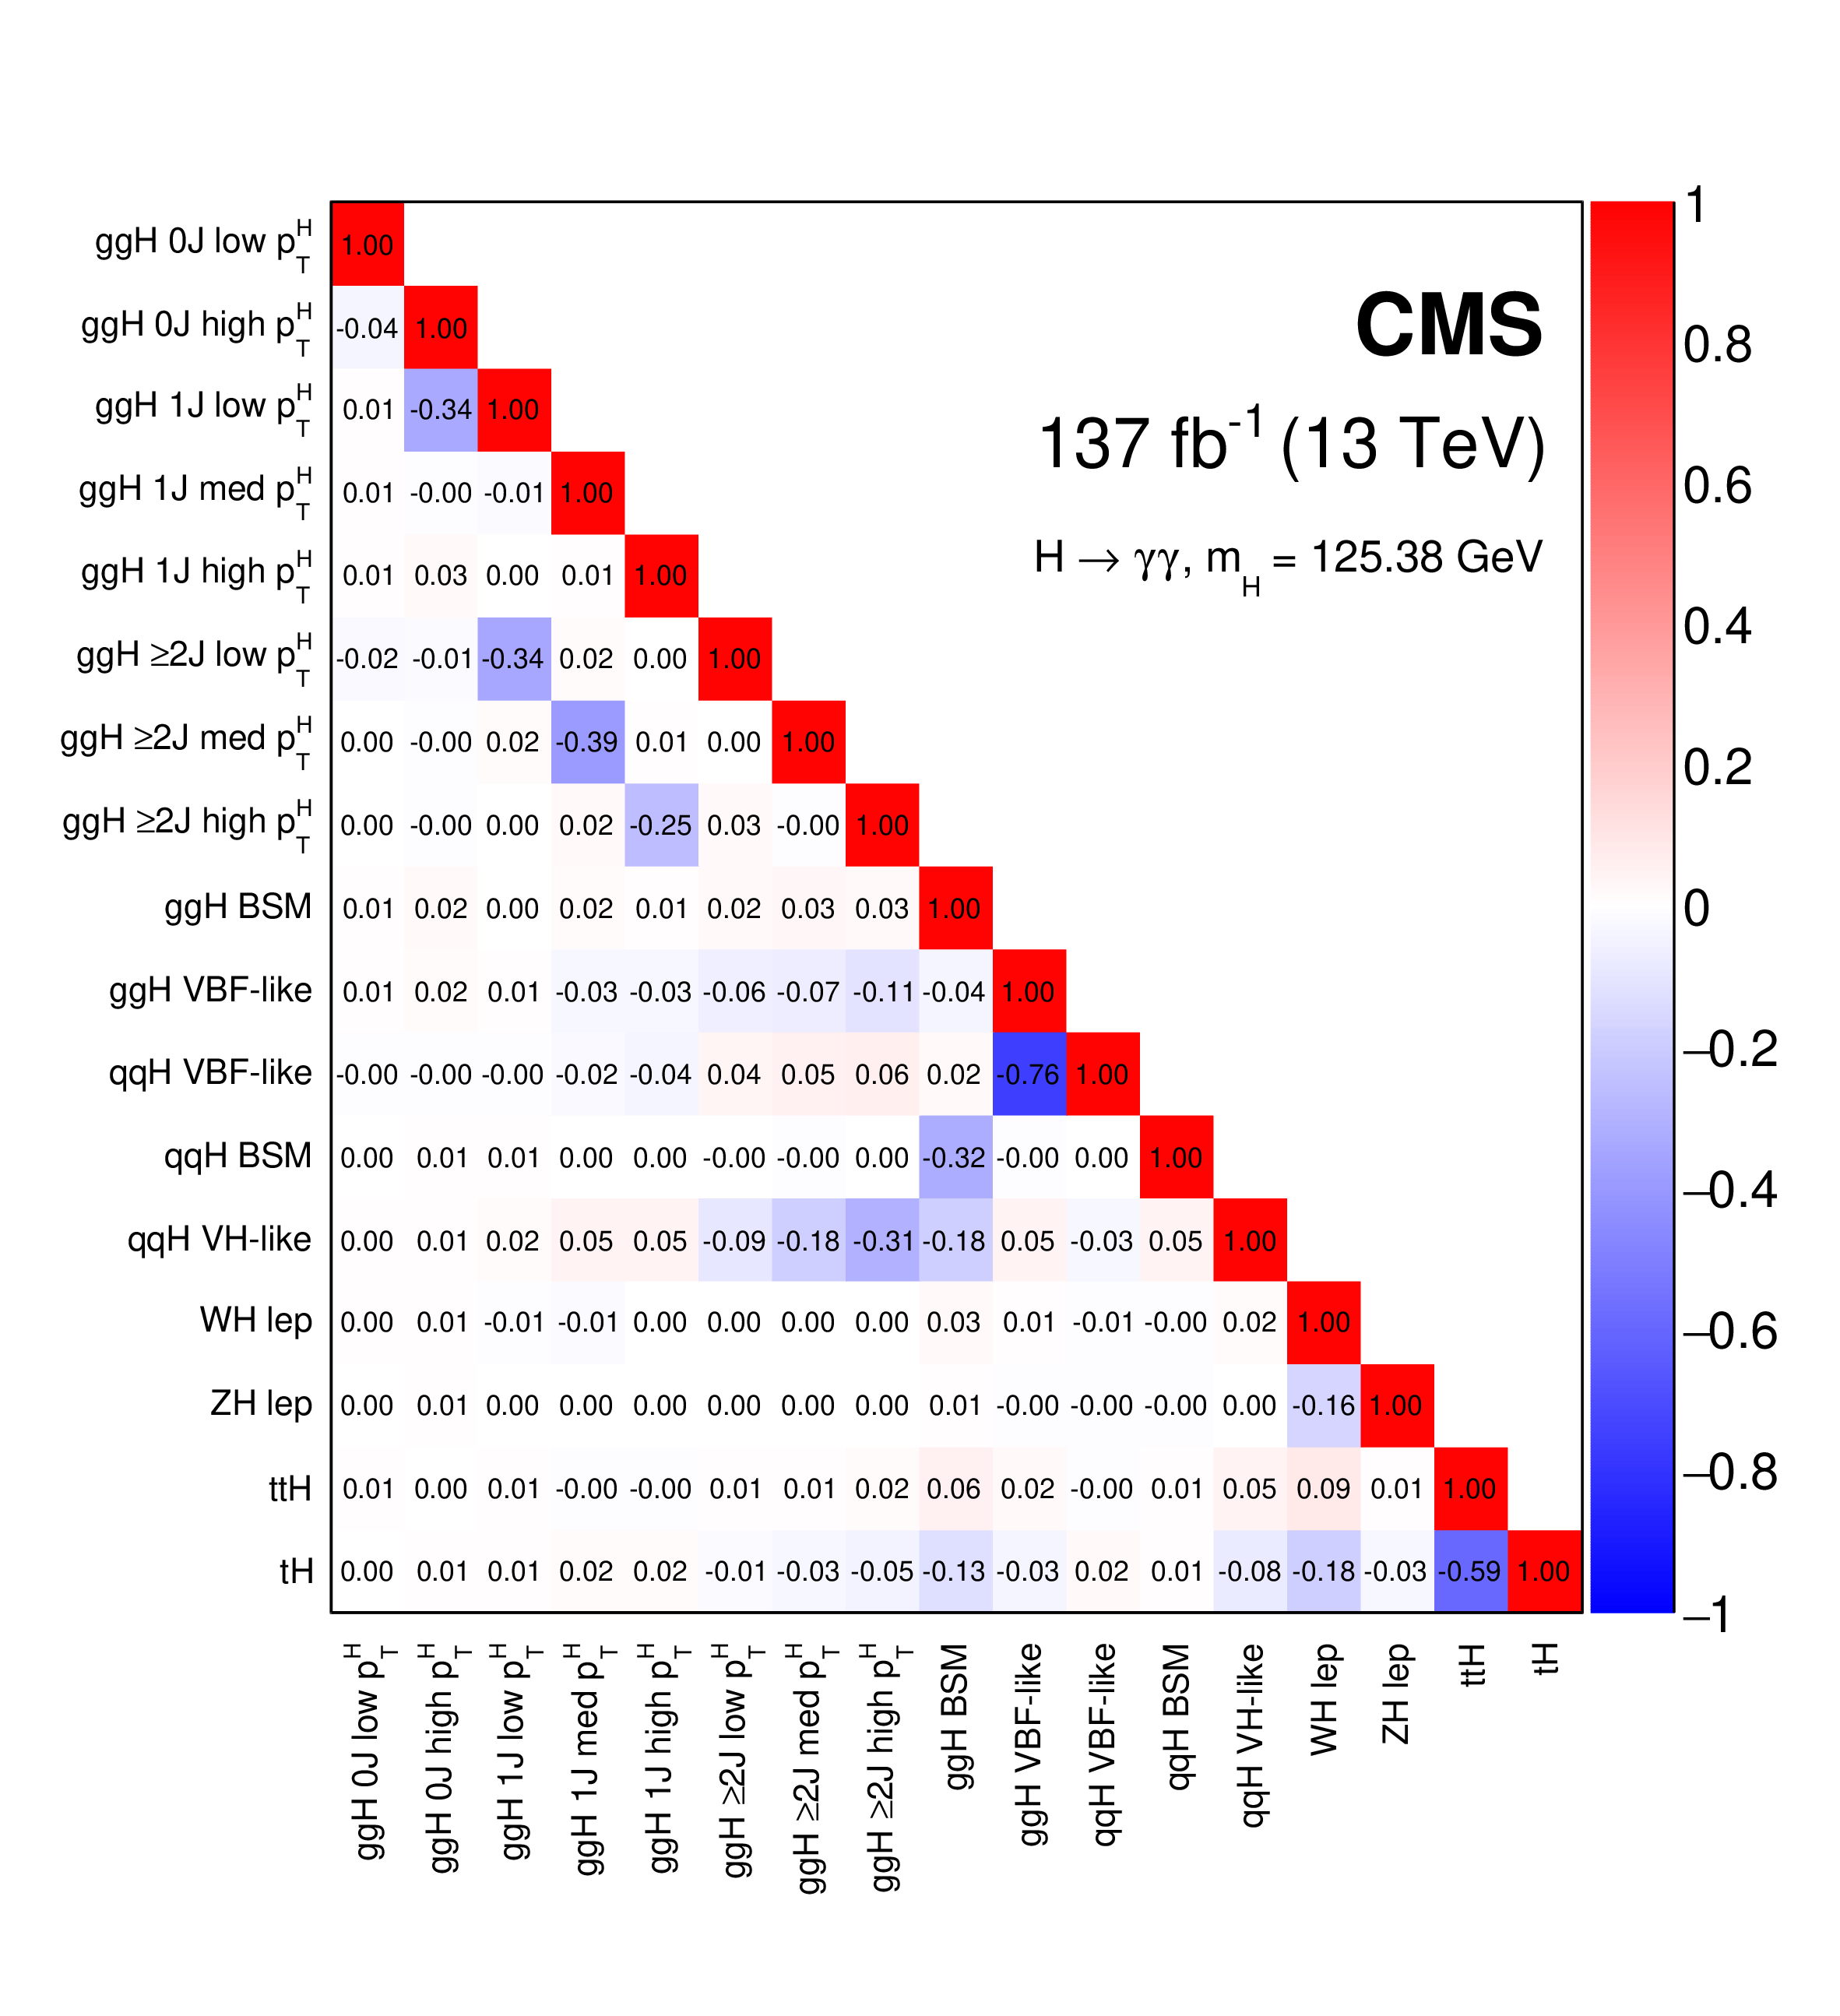 CMS
137 fb⁻¹ (13 TeV)
H → γγ, m_H = 125.38 GeV
ggH 0J low p_T^H 1.00
ggH 0J high p_T^H -0.04 1.00
ggH 1J low p_T^H 0.01 -0.34 1.00
ggH 1J med p_T^H 0.01 -0.00 -0.01 1.00
ggH 1J high p_T^H 0.01 0.03 0.00 0.01 1.00
ggH ≥2J low p_T^H -0.02 -0.01 -0.34 0.02 0.00 1.00
ggH ≥2J med p_T^H 0.00 -0.00 0.02 -0.39 0.01 0.00 1.00
ggH ≥2J high p_T^H 0.00 -0.00 0.00 0.02 -0.25 0.03 -0.00 1.00
ggH BSM 0.01 0.02 0.00 0.02 0.01 0.02 0.03 0.03 1.00
ggH VBF-like 0.01 0.02 0.01 -0.03 -0.03 -0.06 -0.07 -0.11 -0.04 1.00
qqH VBF-like -0.00 -0.00 -0.00 -0.02 -0.04 0.04 0.05 0.06 0.02 -0.76 1.00
qqH BSM 0.00 0.01 0.01 0.00 0.00 -0.00 -0.00 0.00 -0.32 -0.00 0.00 1.00
qqH VH-like 0.00 0.01 0.02 0.05 0.05 -0.09 -0.18 -0.31 -0.18 0.05 -0.03 0.05 1.00
WH lep 0.00 0.01 -0.01 -0.01 0.00 0.00 0.00 0.00 0.03 0.01 -0.01 -0.00 0.02 1.00
ZH lep 0.00 0.01 0.00 0.00 0.00 0.00 0.00 0.00 0.01 -0.00 -0.00 -0.00 0.00 -0.16 1.00
ttH 0.01 0.00 0.01 -0.00 -0.00 0.01 0.01 0.02 0.06 0.02 -0.00 0.01 0.05 0.09 0.01 1.00
tH 0.00 0.01 0.01 0.02 0.02 -0.01 -0.03 -0.05 -0.13 -0.03 0.02 0.01 -0.08 -0.18 -0.03 -0.59 1.00
ggH 0J low p_T^H
ggH 0J high p_T^H
ggH 1J low p_T^H
ggH 1J med p_T^H
ggH 1J high p_T^H
ggH ≥2J low p_T^H
ggH ≥2J med p_T^H
ggH ≥2J high p_T^H
ggH BSM
ggH VBF-like
qqH VBF-like
qqH BSM
qqH VH-like
WH lep
ZH lep
ttH
tH
1
0.8
0.6
0.4
0.2
0
−0.2
−0.4
−0.6
−0.8
−1